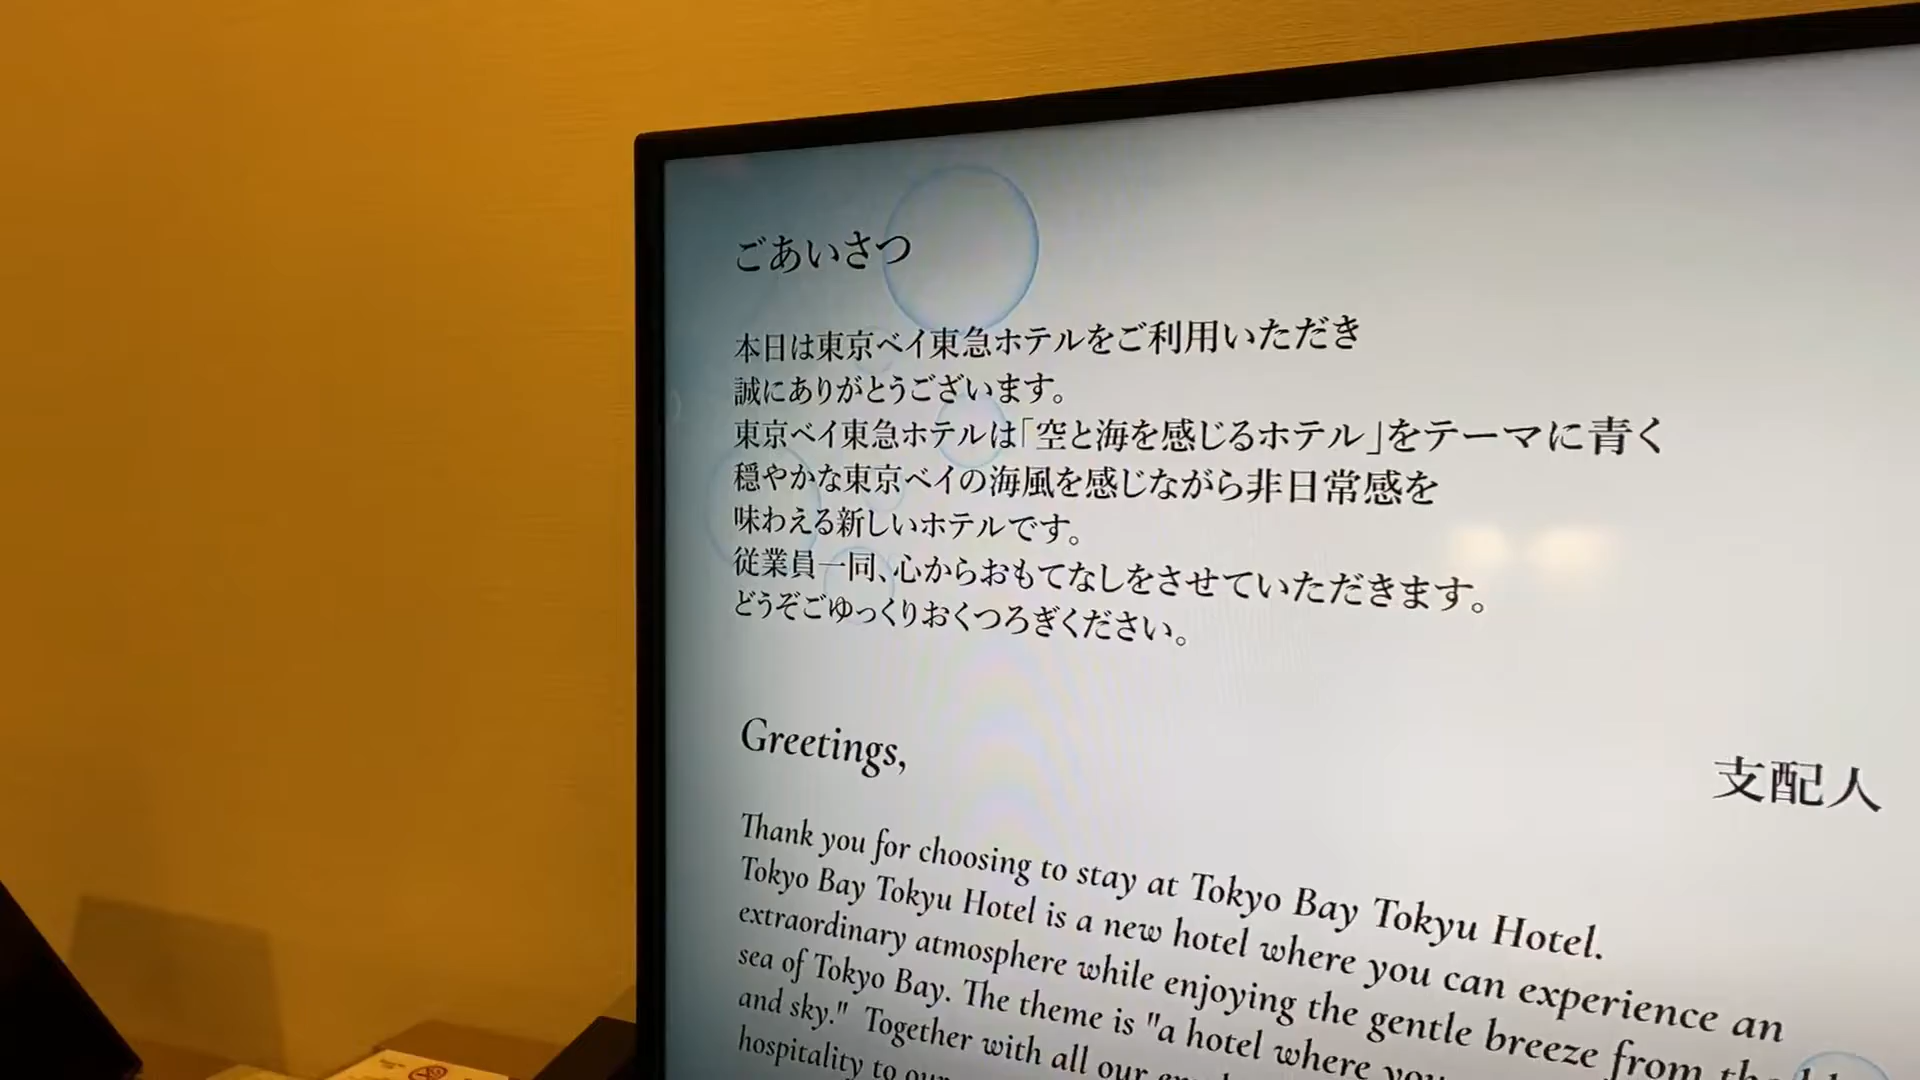 ごあいさつ
本日は東京ベイ東急ホテルをご利用いただき
誠にありがとうございます。
東京ベイ東急ホテルは「空と海を感じるホテル」をテーマに青く
穏やかな東京ベイの海風を感じながら非日常感を
味わえる新しいホテルです。
従業員一同、心からおもてなしをさせていただきます。
どうぞごゆっくりおくつろぎください。
支配人
Greetings,
Thank you for choosing to stay at Tokyo Bay Tokyu Hotel.
Tokyo Bay Tokyu Hotel is a new hotel where you can experience an
extraordinary atmosphere while enjoying the gentle breeze from the
sea of Tokyo Bay. The theme is "a hotel where you
and sky." Together with all our
hospitality to our